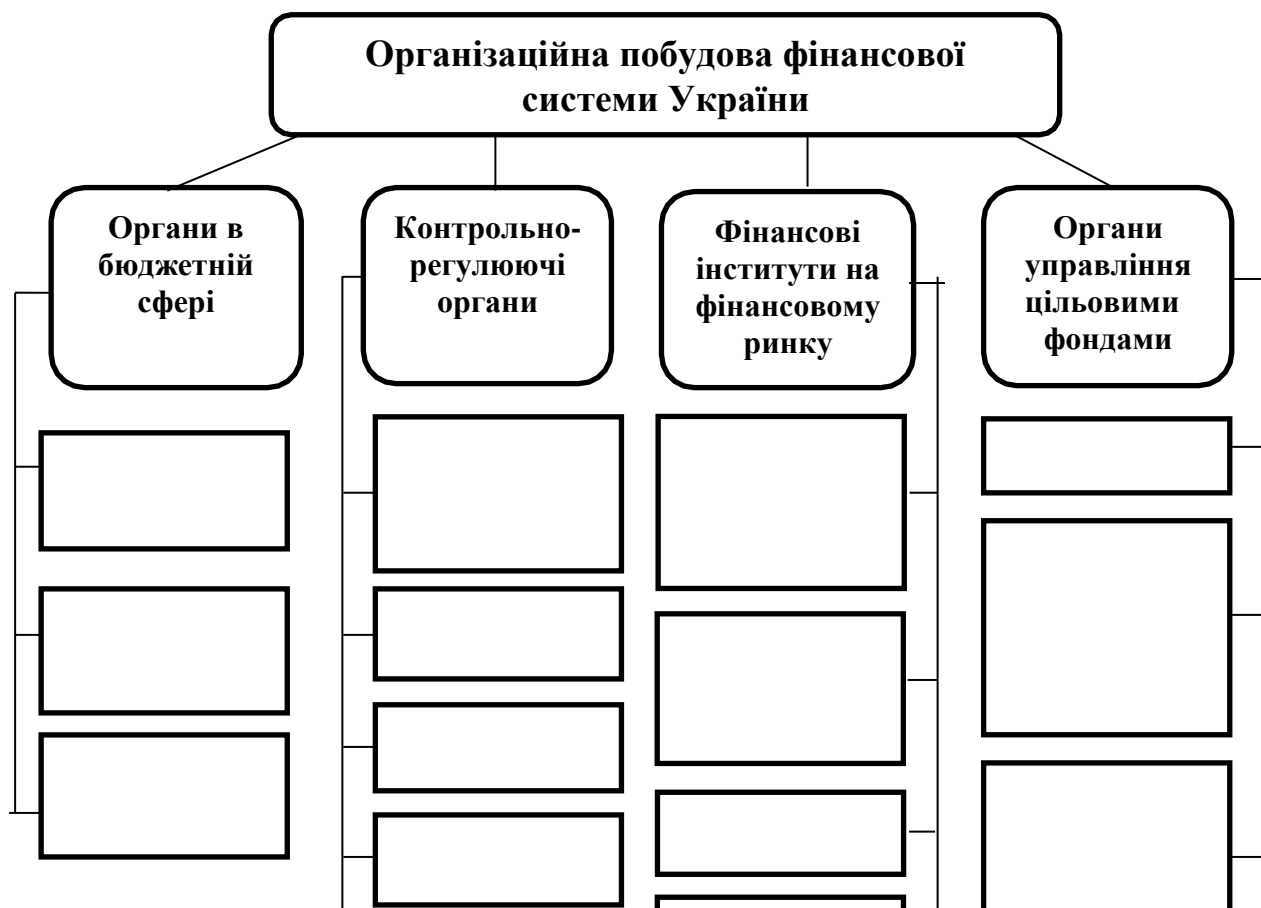 Організаційна побудова фінансової
системи України
Органи в
бюджетній
сфері
Контрольно-
регулюючі
органи
Фінансові
інститути на
фінансовому
ринку
Органи
управління
цільовими
фондами